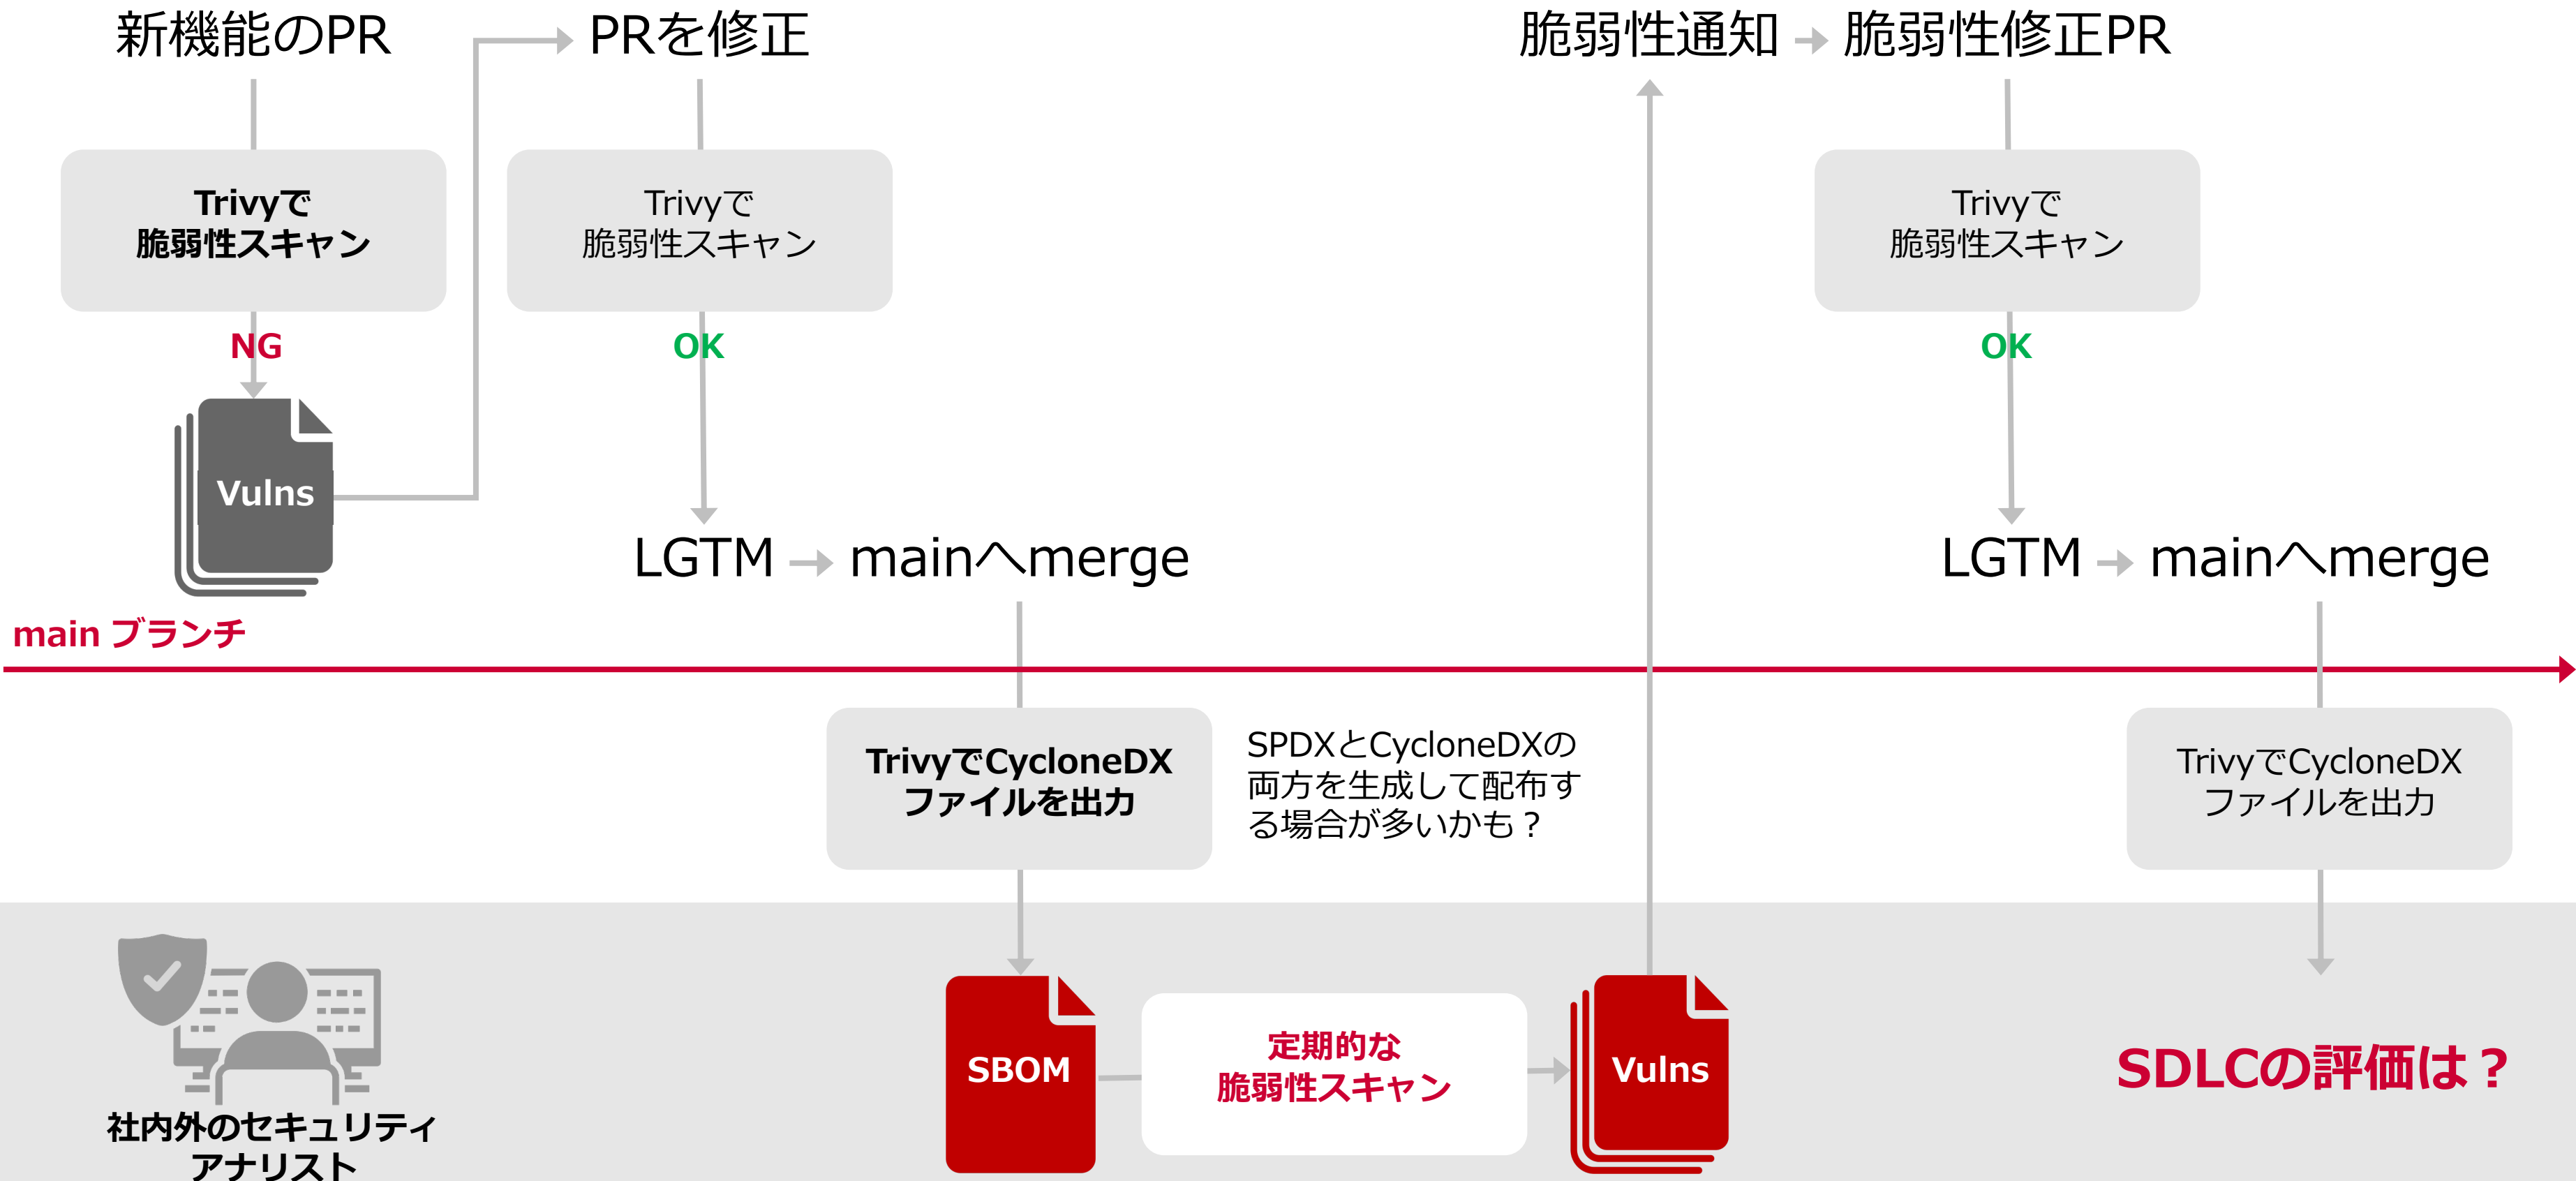 新機能のPR
PRを修正
脆弱性通知
脆弱性修正PR
Trivyで
脆弱性スキャン
Trivyで
脆弱性スキャン
Trivyで
脆弱性スキャン
NG
OK
OK
Vulns
LGTM
mainへmerge
LGTM
mainへmerge
main ブランチ
TrivyでCycloneDX
ファイルを出力
SPDXとCycloneDXの
両方を生成して配布す
る場合が多いかも？
TrivyでCycloneDX
ファイルを出力
社内外のセキュリティ
アナリスト
SBOM
定期的な
脆弱性スキャン
Vulns
SDLCの評価は？